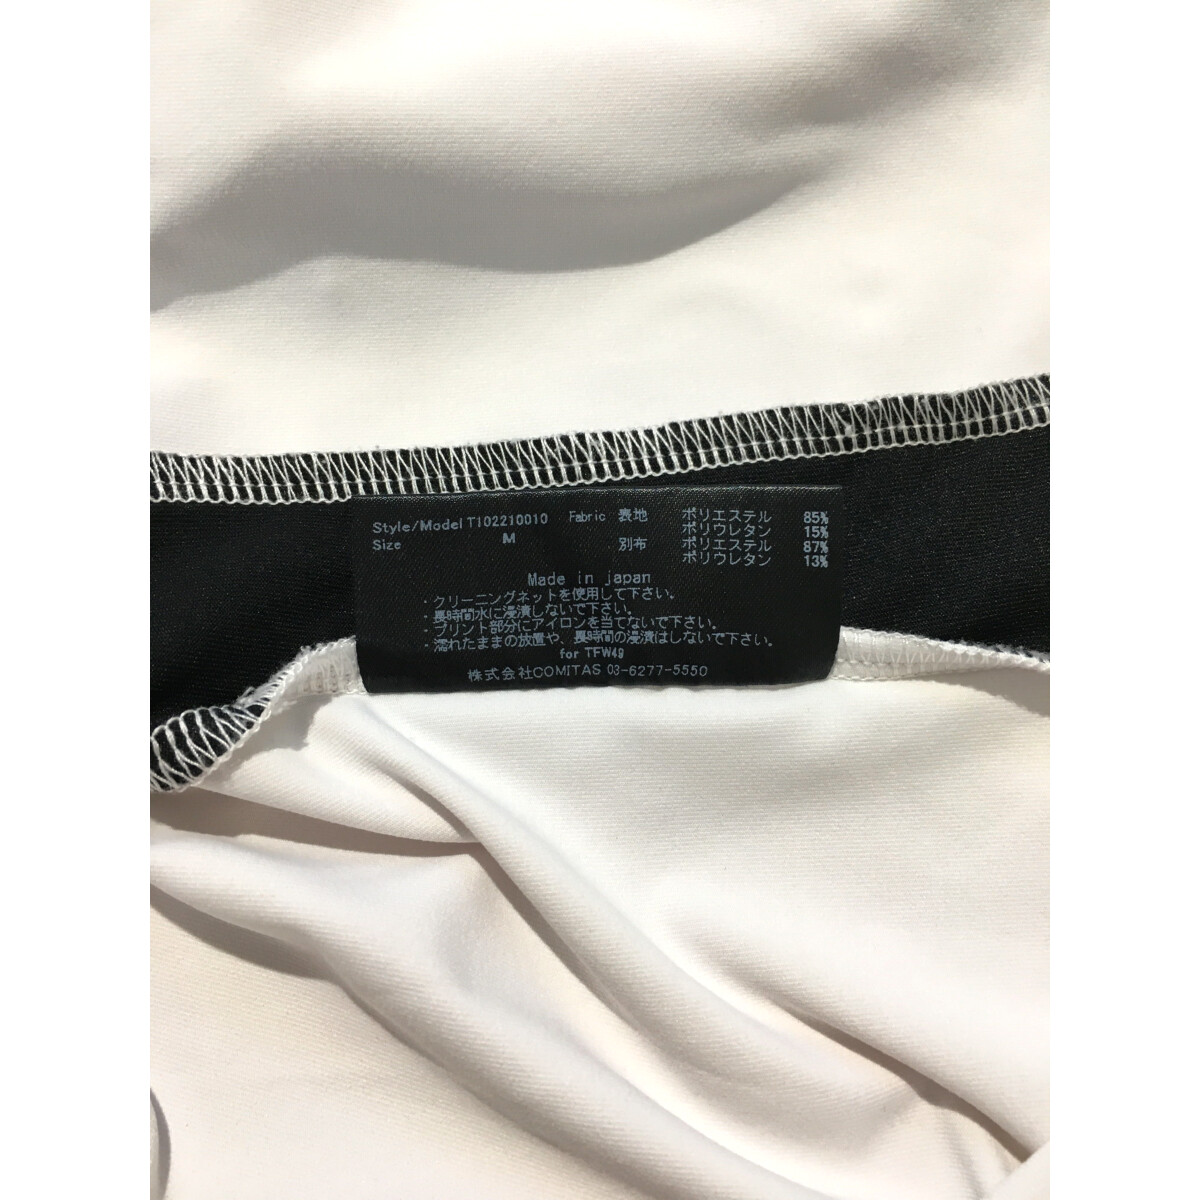 Style/Model T102210010 Fabric 表地 ポリエステル 85%
ポリウレタン 15%
Size M 別布 ポリエステル 87%
ポリウレタン 13%
Made in japan
・クリーニングネットを使用して下さい。
・長時間水に浸漬しないで下さい。
・プリント部分にアイロンを当てないで下さい。
・濡れたままの放置や、長時間の浸漬はしないで下さい。
for TFW49
株式会社COMITAS 03-6277-5550